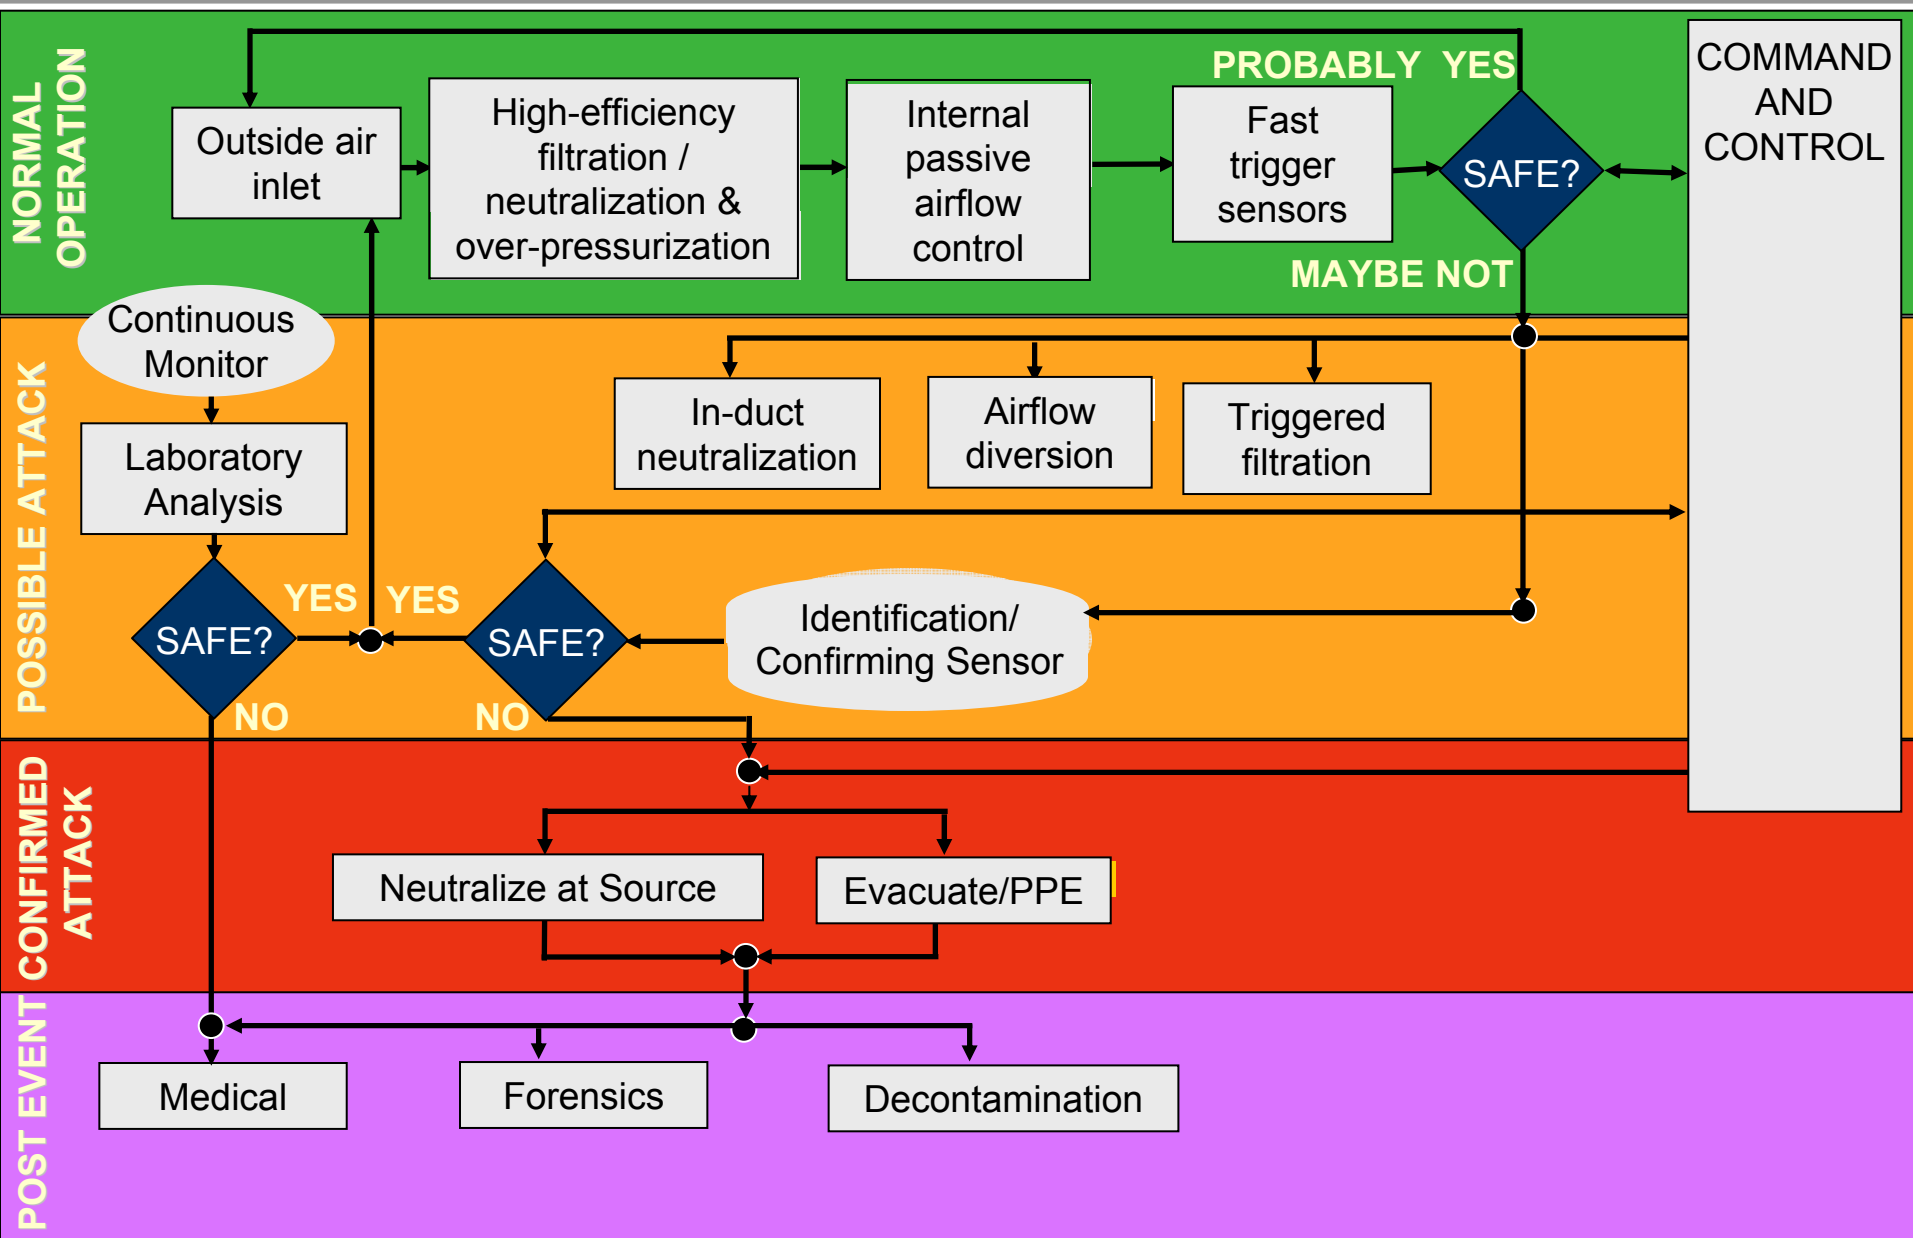 NORMAL
OPERATION
Outside air
inlet
High-efficiency
filtration /
neutralization &
over-pressurization
Internal
passive
airflow
control
Fast
trigger
sensors
PROBABLY YES
SAFE?
MAYBE NOT
COMMAND
AND
CONTROL
POSSIBLE ATTACK
Continuous
Monitor
Laboratory
Analysis
In-duct
neutralization
Airflow
diversion
Triggered
filtration
SAFE?
YES
YES
SAFE?
Identification/
Confirming Sensor
NO
NO
CONFIRMED
ATTACK
Neutralize at Source
Evacuate/PPE
POST EVENT
Medical
Forensics
Decontamination